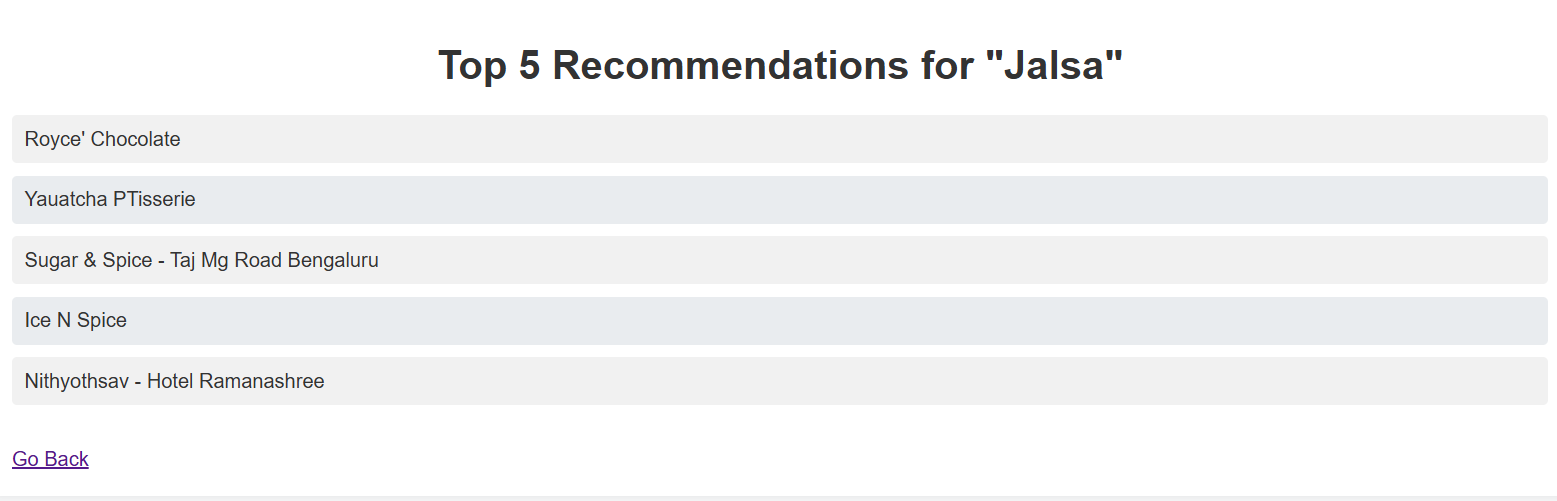 Top 5 Recommendations for "Jalsa"
Royce' Chocolate
Yauatcha PTisserie
Sugar & Spice - Taj Mg Road Bengaluru
Ice N Spice
Nithyothsav - Hotel Ramanashree
Go Back